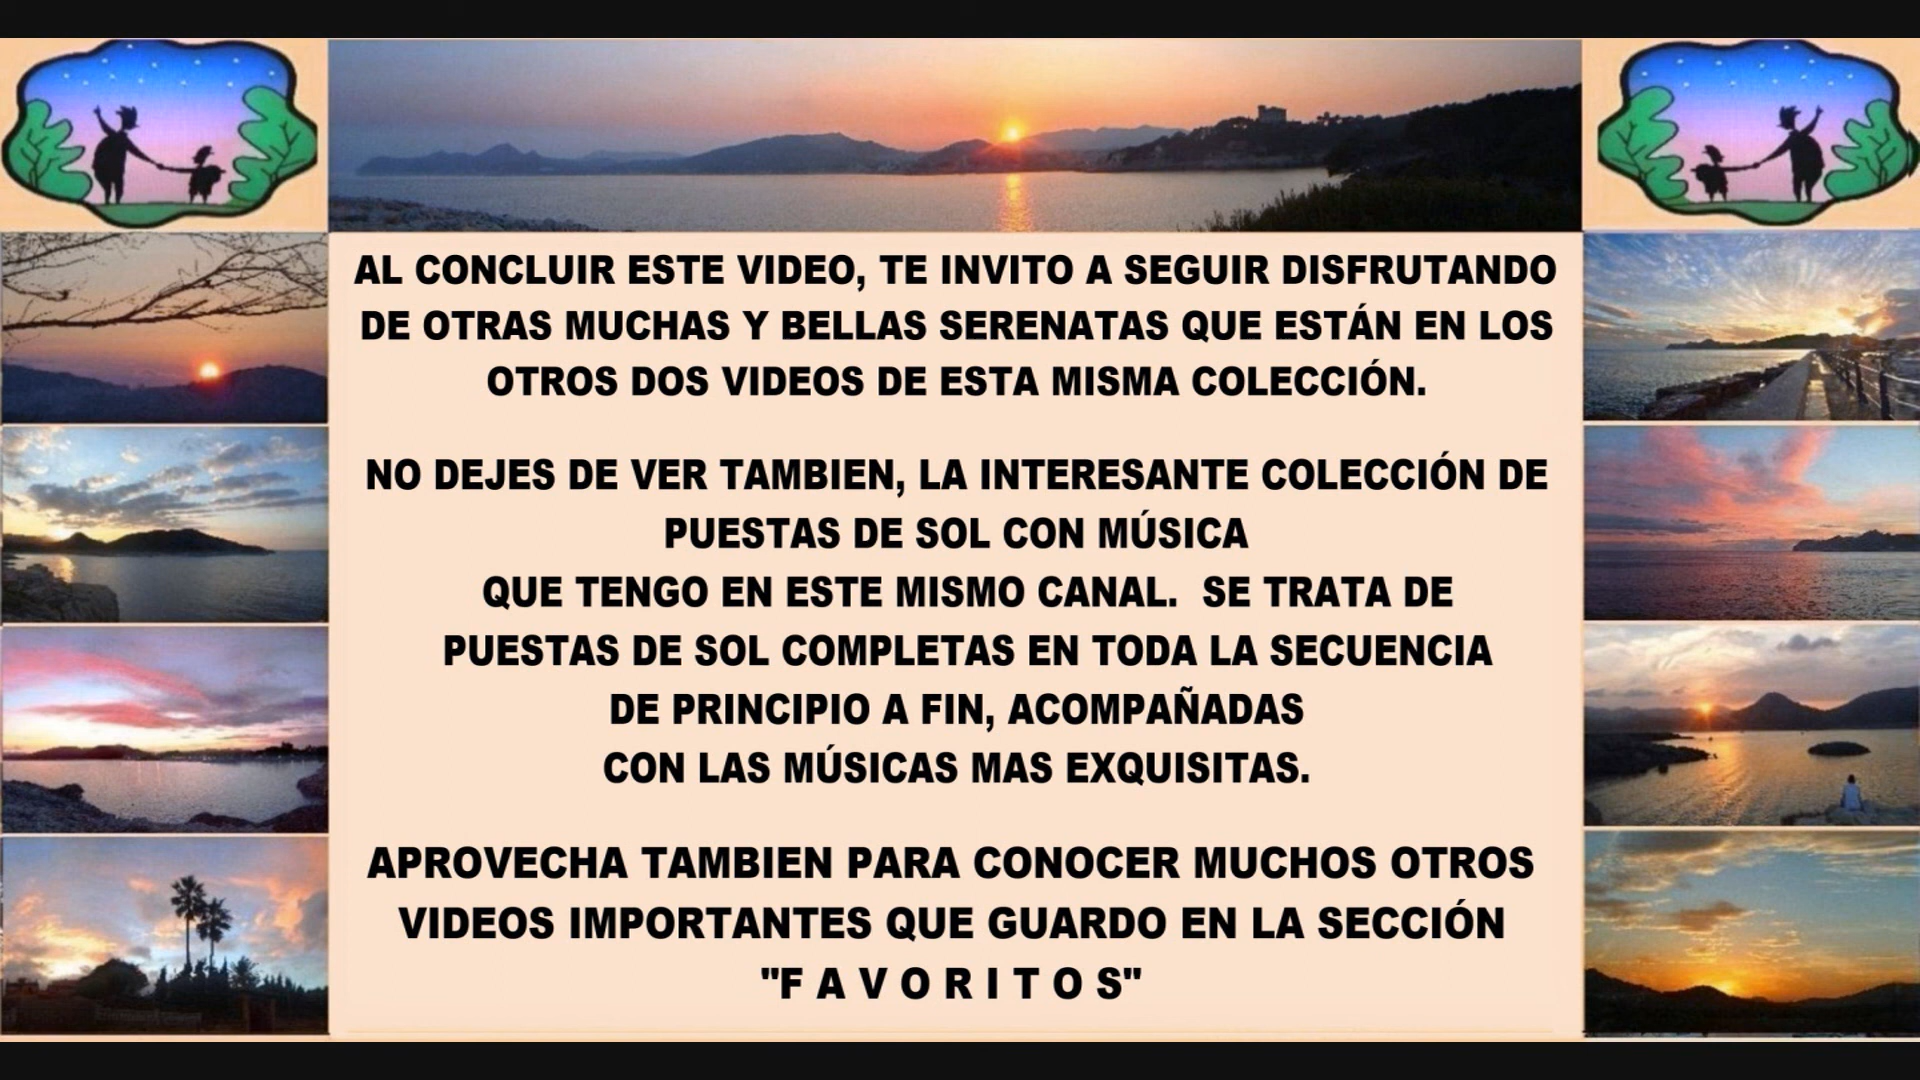 AL CONCLUIR ESTE VIDEO, TE INVITO A SEGUIR DISFRUTANDO
DE OTRAS MUCHAS Y BELLAS SERENATAS QUE ESTÁN EN LOS
OTROS DOS VIDEOS DE ESTA MISMA COLECCIÓN.
NO DEJES DE VER TAMBIEN, LA INTERESANTE COLECCIÓN DE
PUESTAS DE SOL CON MÚSICA
QUE TENGO EN ESTE MISMO CANAL.  SE TRATA DE
PUESTAS DE SOL COMPLETAS EN TODA LA SECUENCIA
DE PRINCIPIO A FIN, ACOMPAÑADAS
CON LAS MÚSICAS MAS EXQUISITAS.
APROVECHA TAMBIEN PARA CONOCER MUCHOS OTROS
VIDEOS IMPORTANTES QUE GUARDO EN LA SECCIÓN
"F A V O R I T O S"